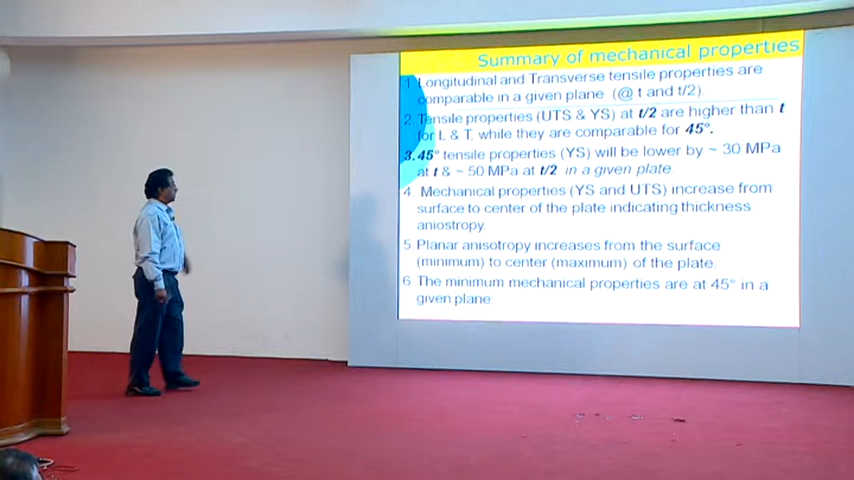 Summary of mechanical properties
1 Longitudinal and Transverse tensile properties are
comparable in a given plane (@ t and t/2).
2. Tensile properties (UTS & YS) at t/2 are higher than t
for L & T, while they are comparable for 45°.
3. 45° tensile properties (YS) will be lower by ~ 30 MPa
at t & ~ 50 MPa at t/2 in a given plate.
4 Mechanical properties (YS and UTS) increase from
surface to center of the plate indicating thickness
aniostropy.
5 Planar anisotropy increases from the surface
(minimum) to center (maximum) of the plate.
6 The minimum mechanical properties are at 45° in a
given plane